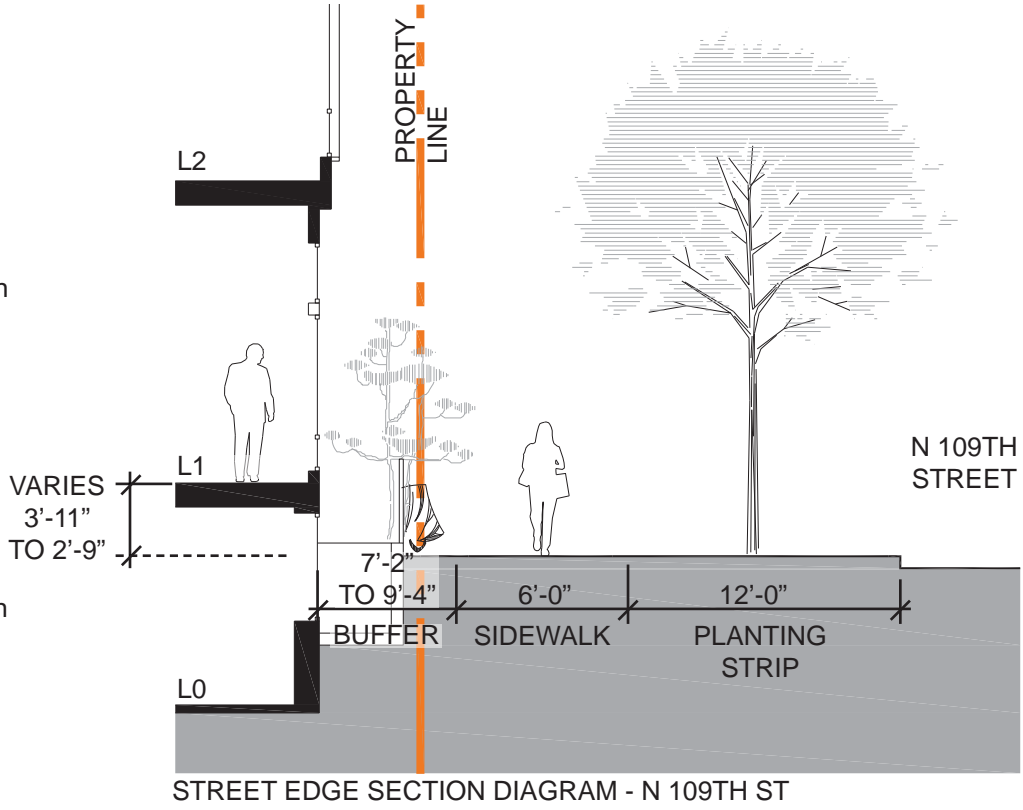 PROPERTY
LINE
L2
n
N 109TH
STREET
L1
VARIES
3’-11”
TO 2’-9”
7’-2”
TO 9’-4”
6’-0”
12’-0”
n
BUFFER
SIDEWALK
PLANTING
STRIP
L0
STREET EDGE SECTION DIAGRAM - N 109TH ST